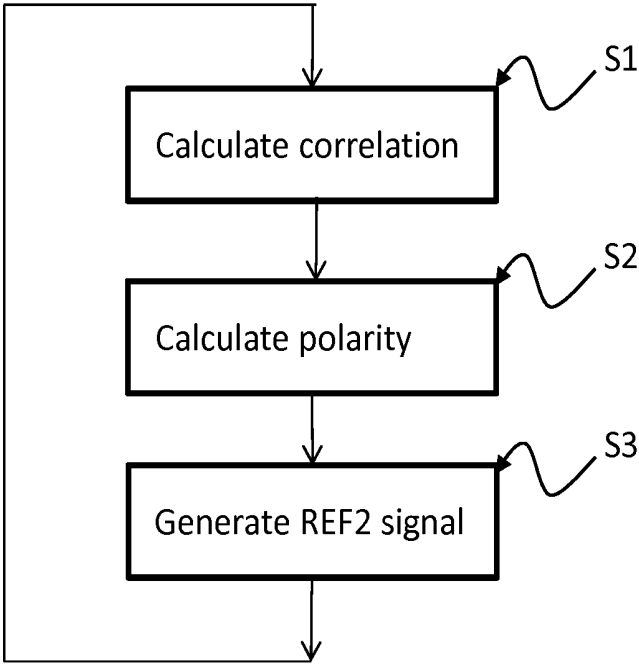 S1
Calculate correlation
S2
Calculate polarity
S3
Generate REF2 signal